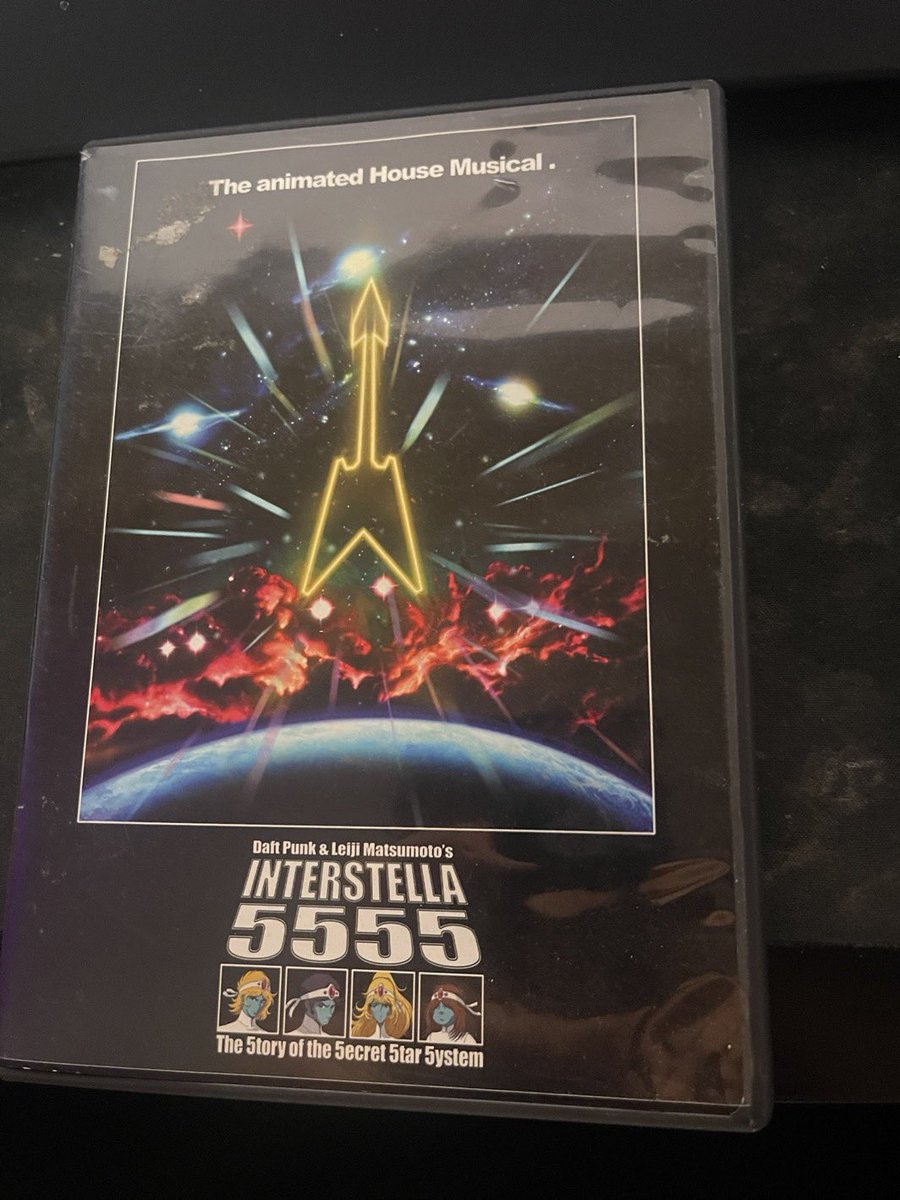 The animated House Musical .
Daft Punk & Leiji Matsumoto's
INTERSTELLA
5555
The 5tory of the 5ecret 5tar 5ystem